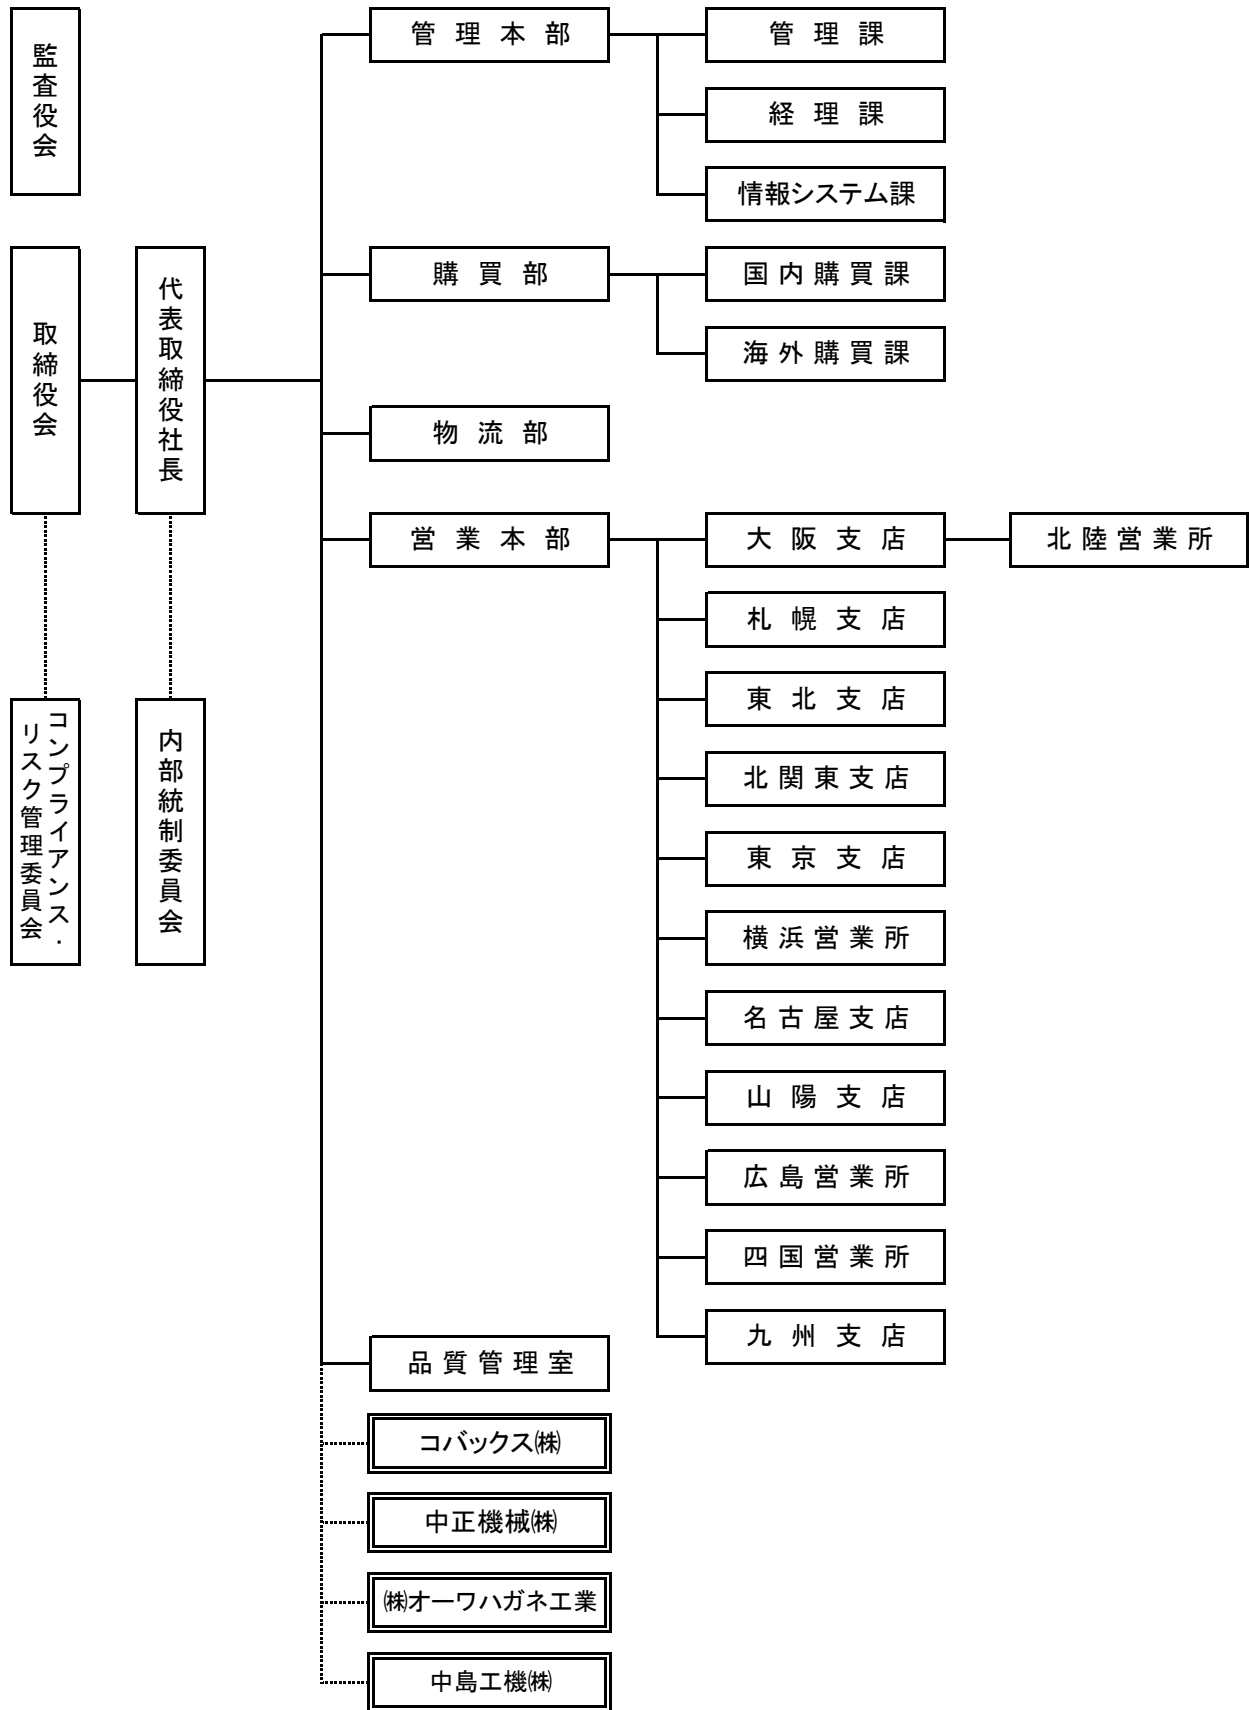 監査役会
取締役会
代表取締役社長
コンプライアンス・
リスク管理委員会
内部統制委員会
管理本部
管理課
経理課
情報システム課
購買部
国内購買課
海外購買課
物流部
営業本部
大阪支店
北陸営業所
札幌支店
東北支店
北関東支店
東京支店
横浜営業所
名古屋支店
山陽支店
広島営業所
四国営業所
九州支店
品質管理室
コバックス㈱
中正機械㈱
㈱オーワハガネ工業
中島工機㈱